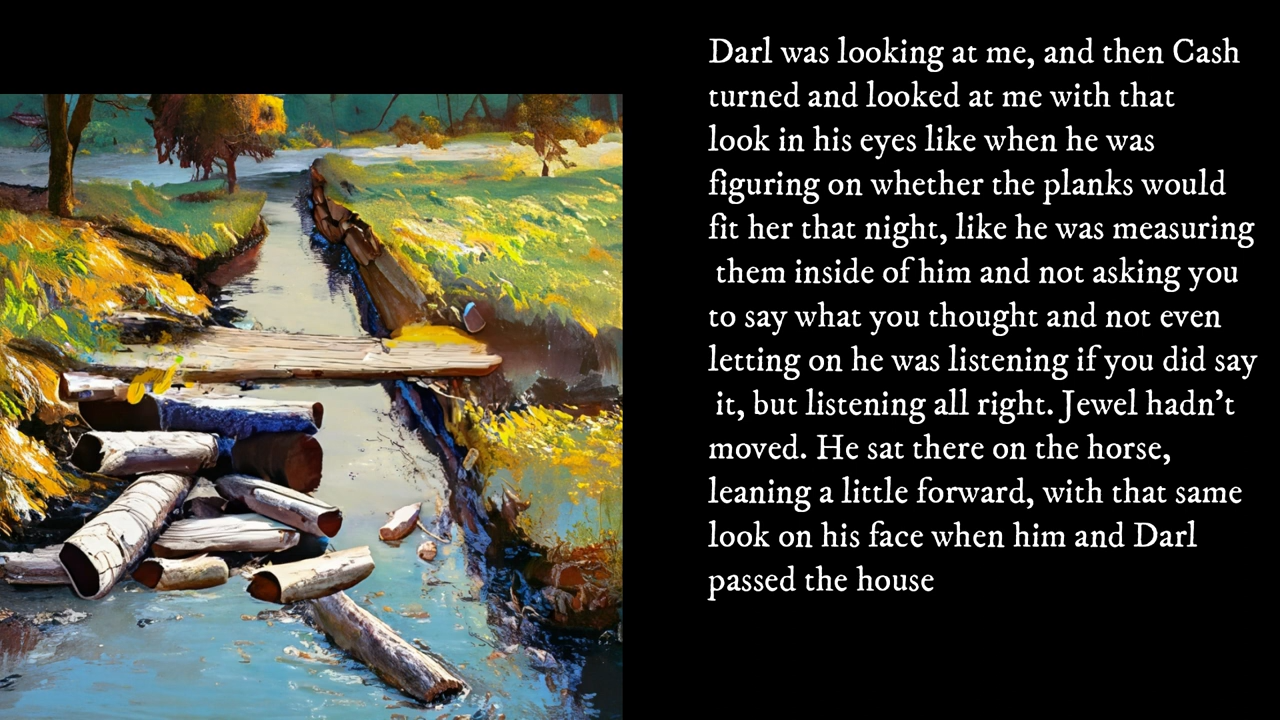 Darl was looking at me, and then Cash
turned and looked at me with that
look in his eyes like when he was
figuring on whether the planks would
fit her that night, like he was measuring
them inside of him and not asking you
to say what you thought and not even
letting on he was listening if you did say
it, but listening all right. Jewel hadn't
moved. He sat there on the horse,
leaning a little forward, with that same
look on his face when him and Darl
passed the house